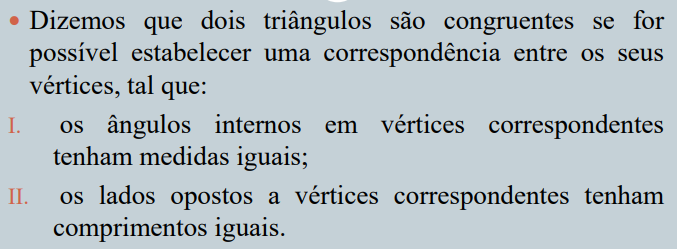 • Dizemos que dois triângulos são congruentes se for
possível estabelecer uma correspondência entre os seus
vértices, tal que:
I. os ângulos internos em vértices correspondentes
tenham medidas iguais;
II. os lados opostos a vértices correspondentes tenham
comprimentos iguais.